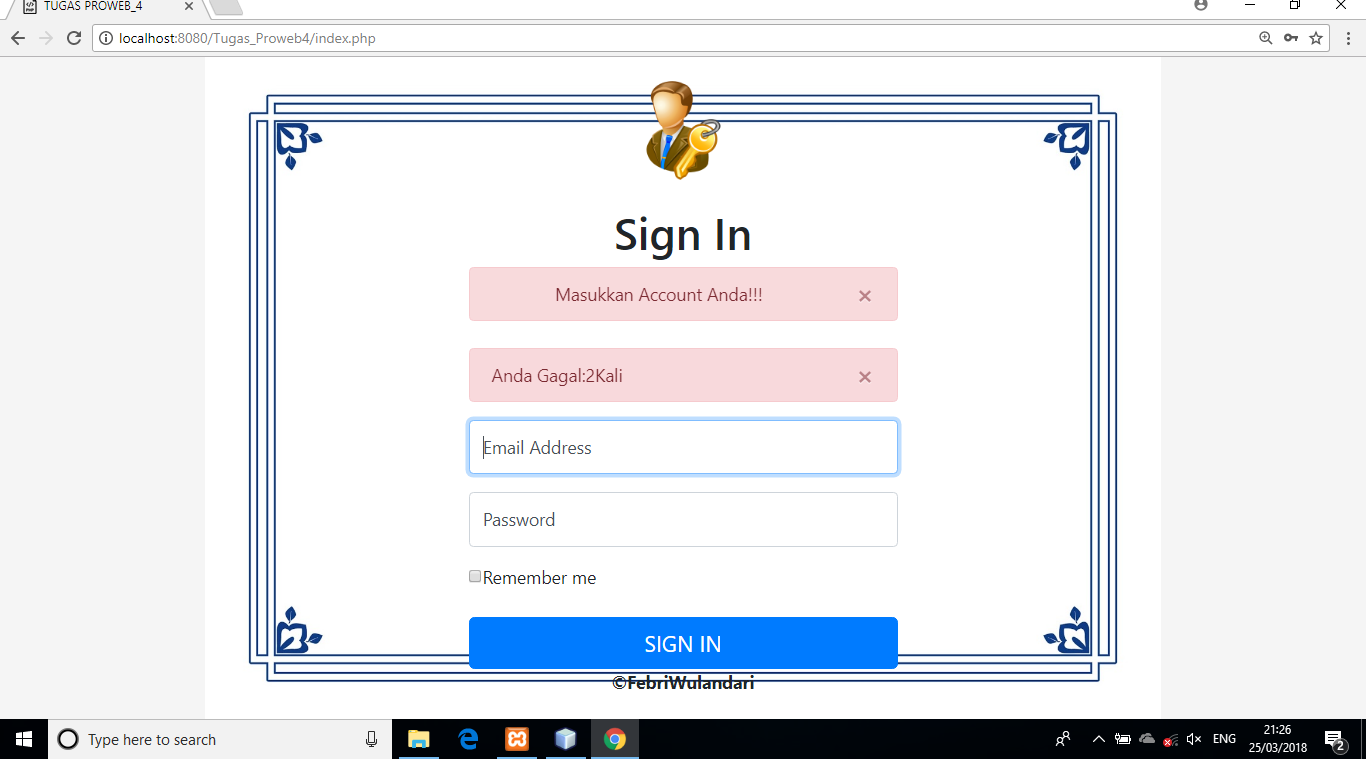 TUGAS PROWEB_4
localhost:8080/Tugas_Proweb4/index.php
Sign In
Masukkan Account Anda!!!
×
Anda Gagal:2Kali
×
Email Address
Password
Remember me
SIGN IN
©FebriWulandari
Type here to search
ENG
21:26
25/03/2018
2